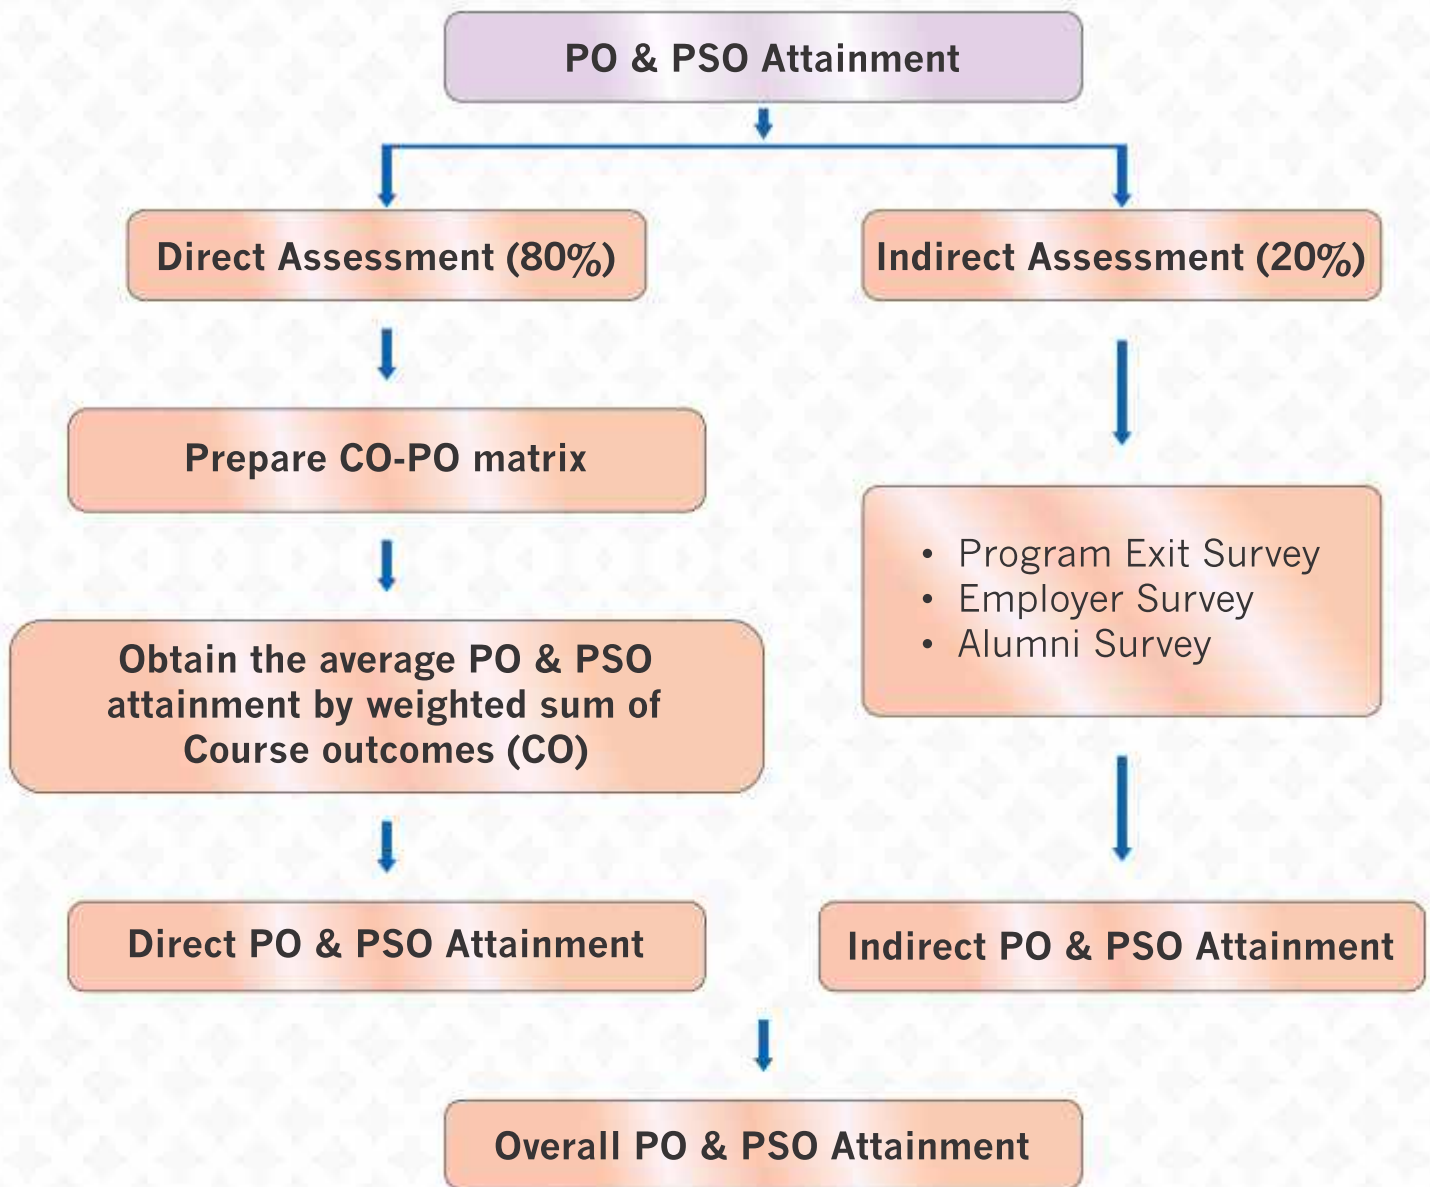 PO & PSO Attainment
Direct Assessment (80%)
Indirect Assessment (20%)
Prepare CO-PO matrix
• Program Exit Survey
• Employer Survey
• Alumni Survey
Obtain the average PO & PSO
attainment by weighted sum of
Course outcomes (CO)
Direct PO & PSO Attainment
Indirect PO & PSO Attainment
Overall PO & PSO Attainment